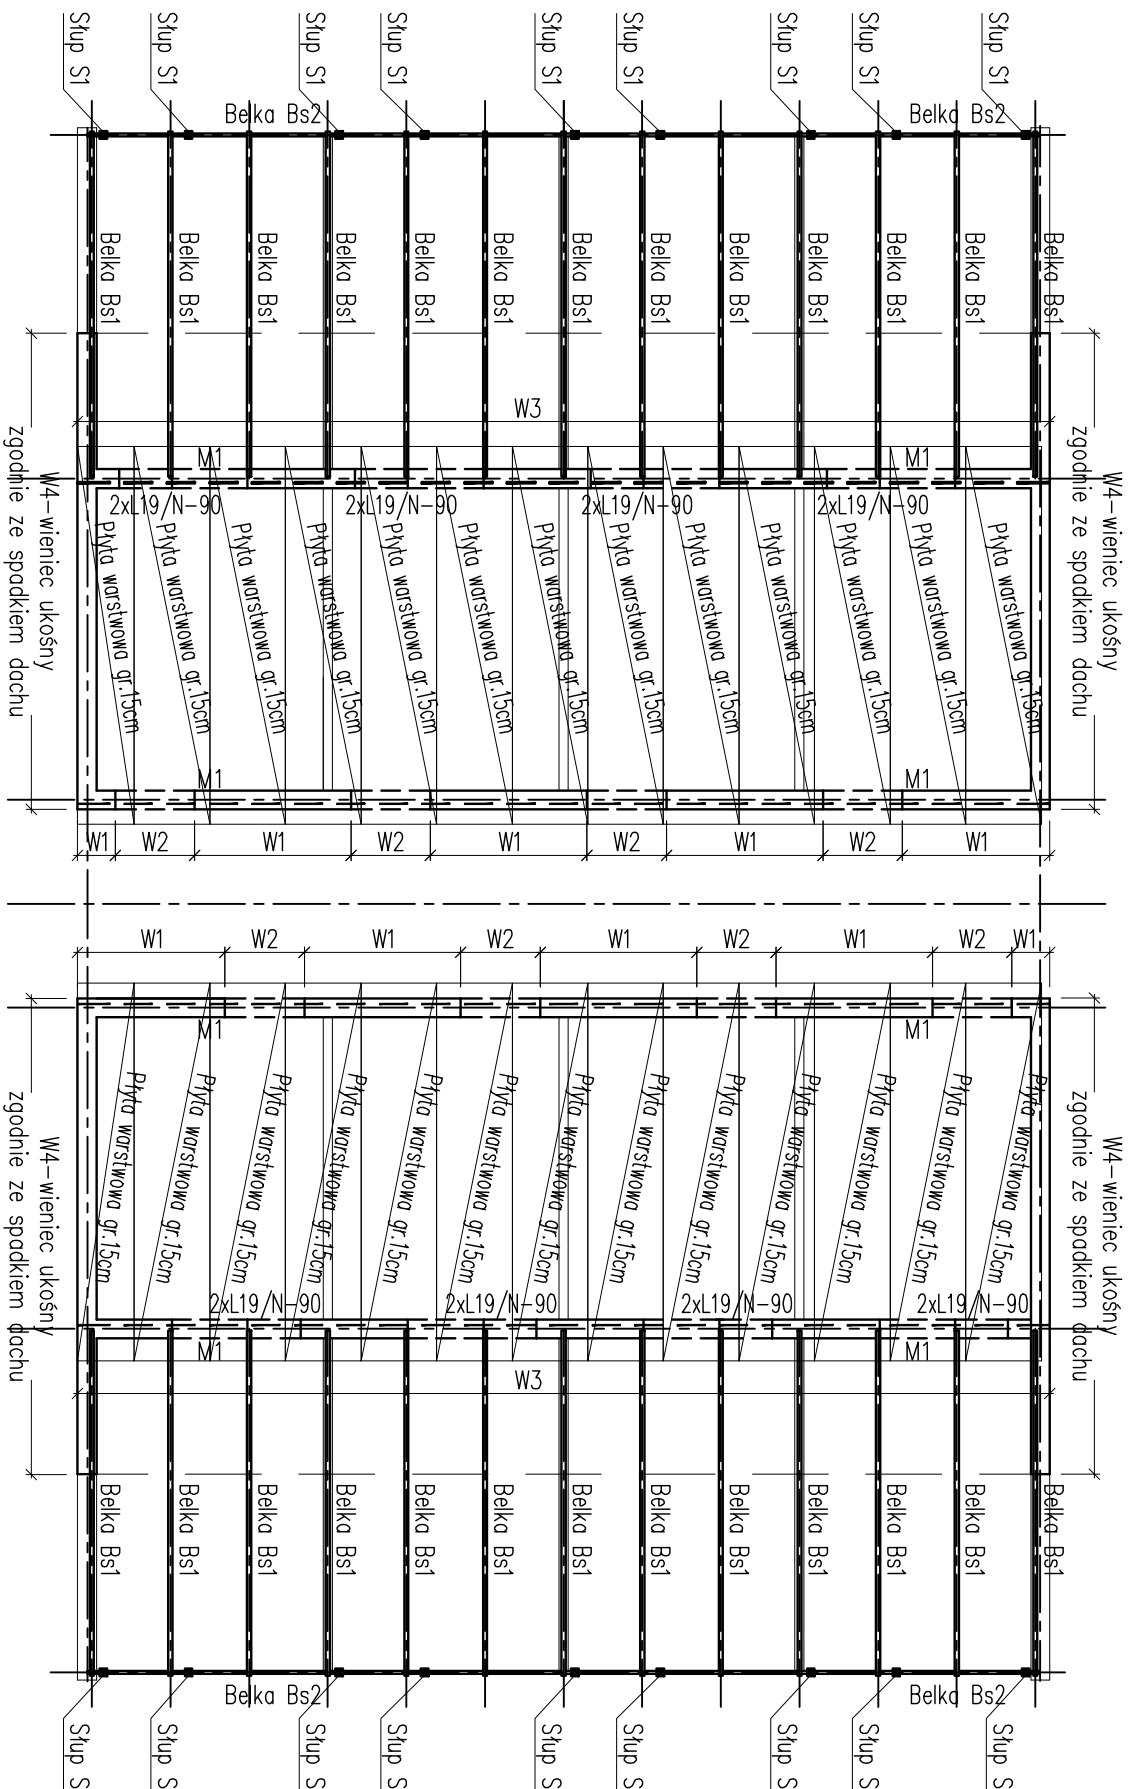 Słup S1
Słup S1
Słup S1
Słup S1
Słup S1
Słup S1
Słup S1
Słup S1
Słup S1
Belka Bs2
Belka Bs2
Belka Bs1
Belka Bs1
Belka Bs1
Belka Bs1
Belka Bs1
Belka Bs1
Belka Bs1
Belka Bs1
Belka Bs1
Belka Bs1
Belka Bs1
Belka Bs1
Belka Bs1
W3
W4-wieniec ukośny
zgodnie ze spadkiem dachu
W4-wieniec ukośny
zgodnie ze spadkiem dachu
M1
M1
2xL19/N-90
2xL19/N-90
2xL19/N-90
2xL19/N-90
Płyta warstwowa gr.15cm
Płyta warstwowa gr.15cm
Płyta warstwowa gr.15cm
Płyta warstwowa gr.15cm
Płyta warstwowa gr.15cm
Płyta warstwowa gr.15cm
Płyta warstwowa gr.15cm
Płyta warstwowa gr.15cm
Płyta warstwowa gr.15cm
Płyta warstwowa gr.15cm
Płyta warstwowa gr.15cm
Płyta warstwowa gr.15cm
Płyta warstwowa gr.15cm
M1
M1
W1
W2
W1
W2
W1
W2
W1
W2
W1
W1
W2
W1
W2
W1
W2
W1
W2
W1
M1
M1
Płyta warstwowa gr.15cm
Płyta warstwowa gr.15cm
Płyta warstwowa gr.15cm
Płyta warstwowa gr.15cm
Płyta warstwowa gr.15cm
Płyta warstwowa gr.15cm
Płyta warstwowa gr.15cm
Płyta warstwowa gr.15cm
Płyta warstwowa gr.15cm
Płyta warstwowa gr.15cm
Płyta warstwowa gr.15cm
Płyta warstwowa gr.15cm
Płyta warstwowa gr.15cm
W4-wieniec ukośny
zgodnie ze spadkiem dachu
W4-wieniec ukośny
zgodnie ze spadkiem dachu
2xL19/N-90
2xL19/N-90
2xL19/N-90
2xL19/N-90
M1
M1
W3
Belka Bs1
Belka Bs1
Belka Bs1
Belka Bs1
Belka Bs1
Belka Bs1
Belka Bs1
Belka Bs1
Belka Bs1
Belka Bs1
Belka Bs1
Belka Bs1
Belka Bs1
Belka Bs2
Belka Bs2
Słup S
Słup S
Słup S
Słup S
Słup S
Słup S
Słup S
Słup S
Słup S